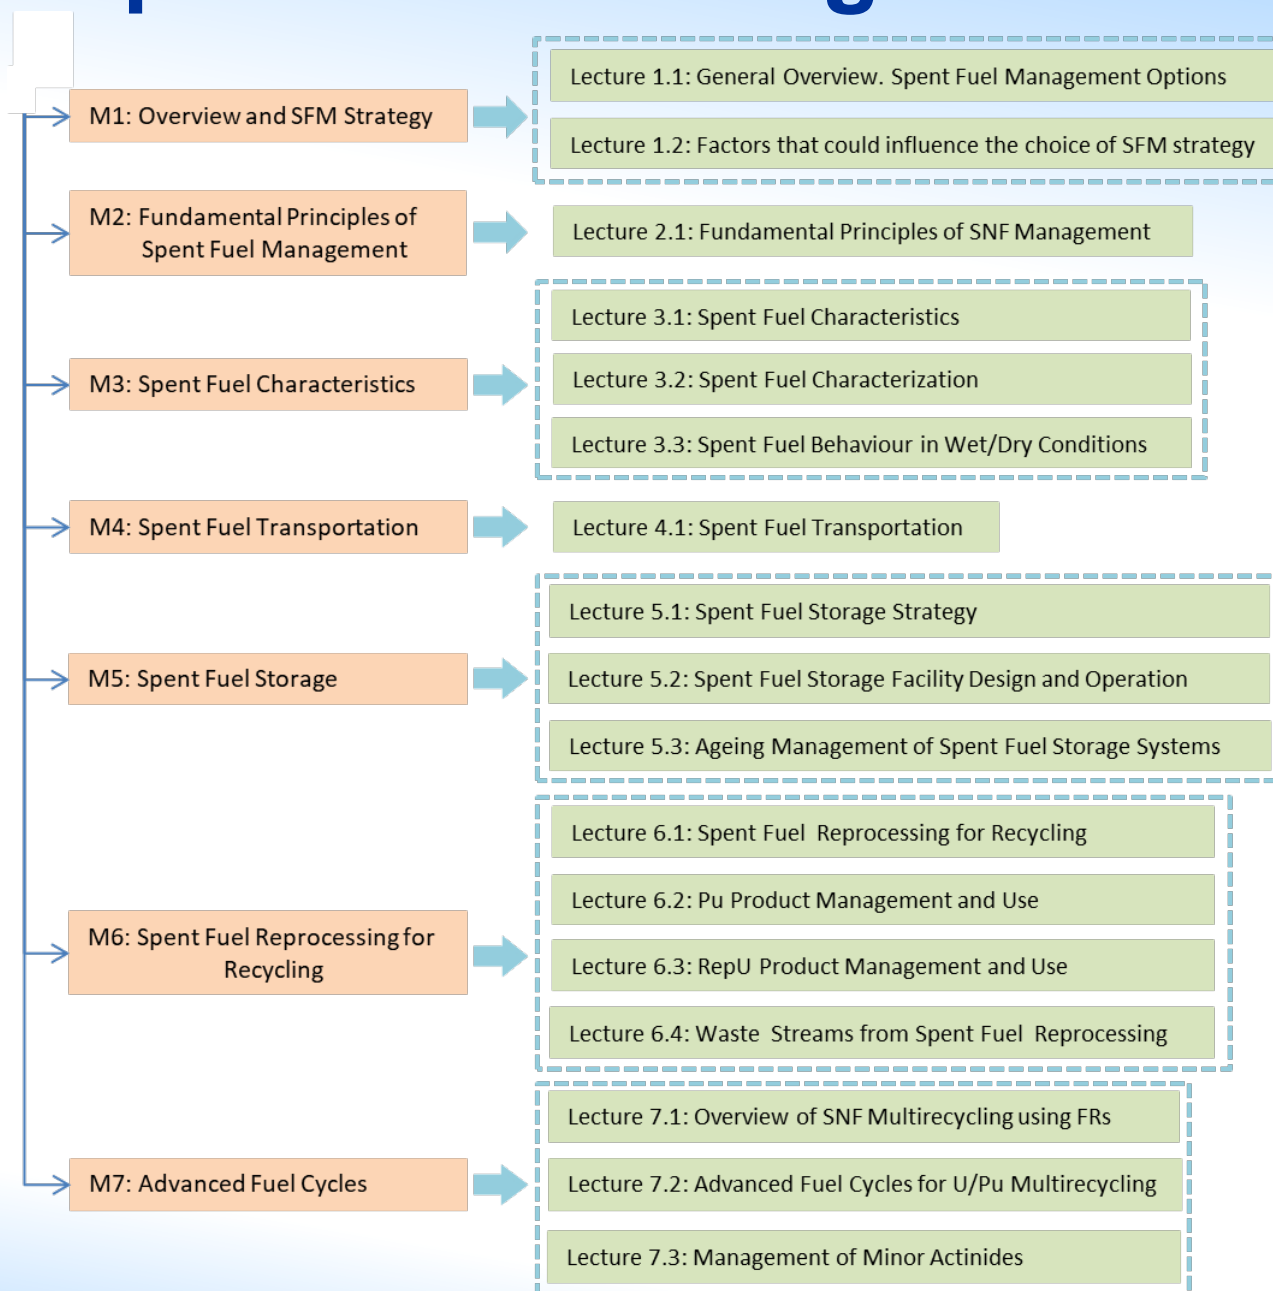 M1: Overview and SFM Strategy
Lecture 1.1: General Overview. Spent Fuel Management Options
Lecture 1.2: Factors that could influence the choice of SFM strategy
M2: Fundamental Principles of
Spent Fuel Management
Lecture 2.1: Fundamental Principles of SNF Management
M3: Spent Fuel Characteristics
Lecture 3.1: Spent Fuel Characteristics
Lecture 3.2: Spent Fuel Characterization
Lecture 3.3: Spent Fuel Behaviour in Wet/Dry Conditions
M4: Spent Fuel Transportation
Lecture 4.1: Spent Fuel Transportation
M5: Spent Fuel Storage
Lecture 5.1: Spent Fuel Storage Strategy
Lecture 5.2: Spent Fuel Storage Facility Design and Operation
Lecture 5.3: Ageing Management of Spent Fuel Storage Systems
M6: Spent Fuel Reprocessing for
Recycling
Lecture 6.1: Spent Fuel Reprocessing for Recycling
Lecture 6.2: Pu Product Management and Use
Lecture 6.3: RepU Product Management and Use
Lecture 6.4: Waste Streams from Spent Fuel Reprocessing
M7: Advanced Fuel Cycles
Lecture 7.1: Overview of SNF Multirecycling using FRs
Lecture 7.2: Advanced Fuel Cycles for U/Pu Multirecycling
Lecture 7.3: Management of Minor Actinides